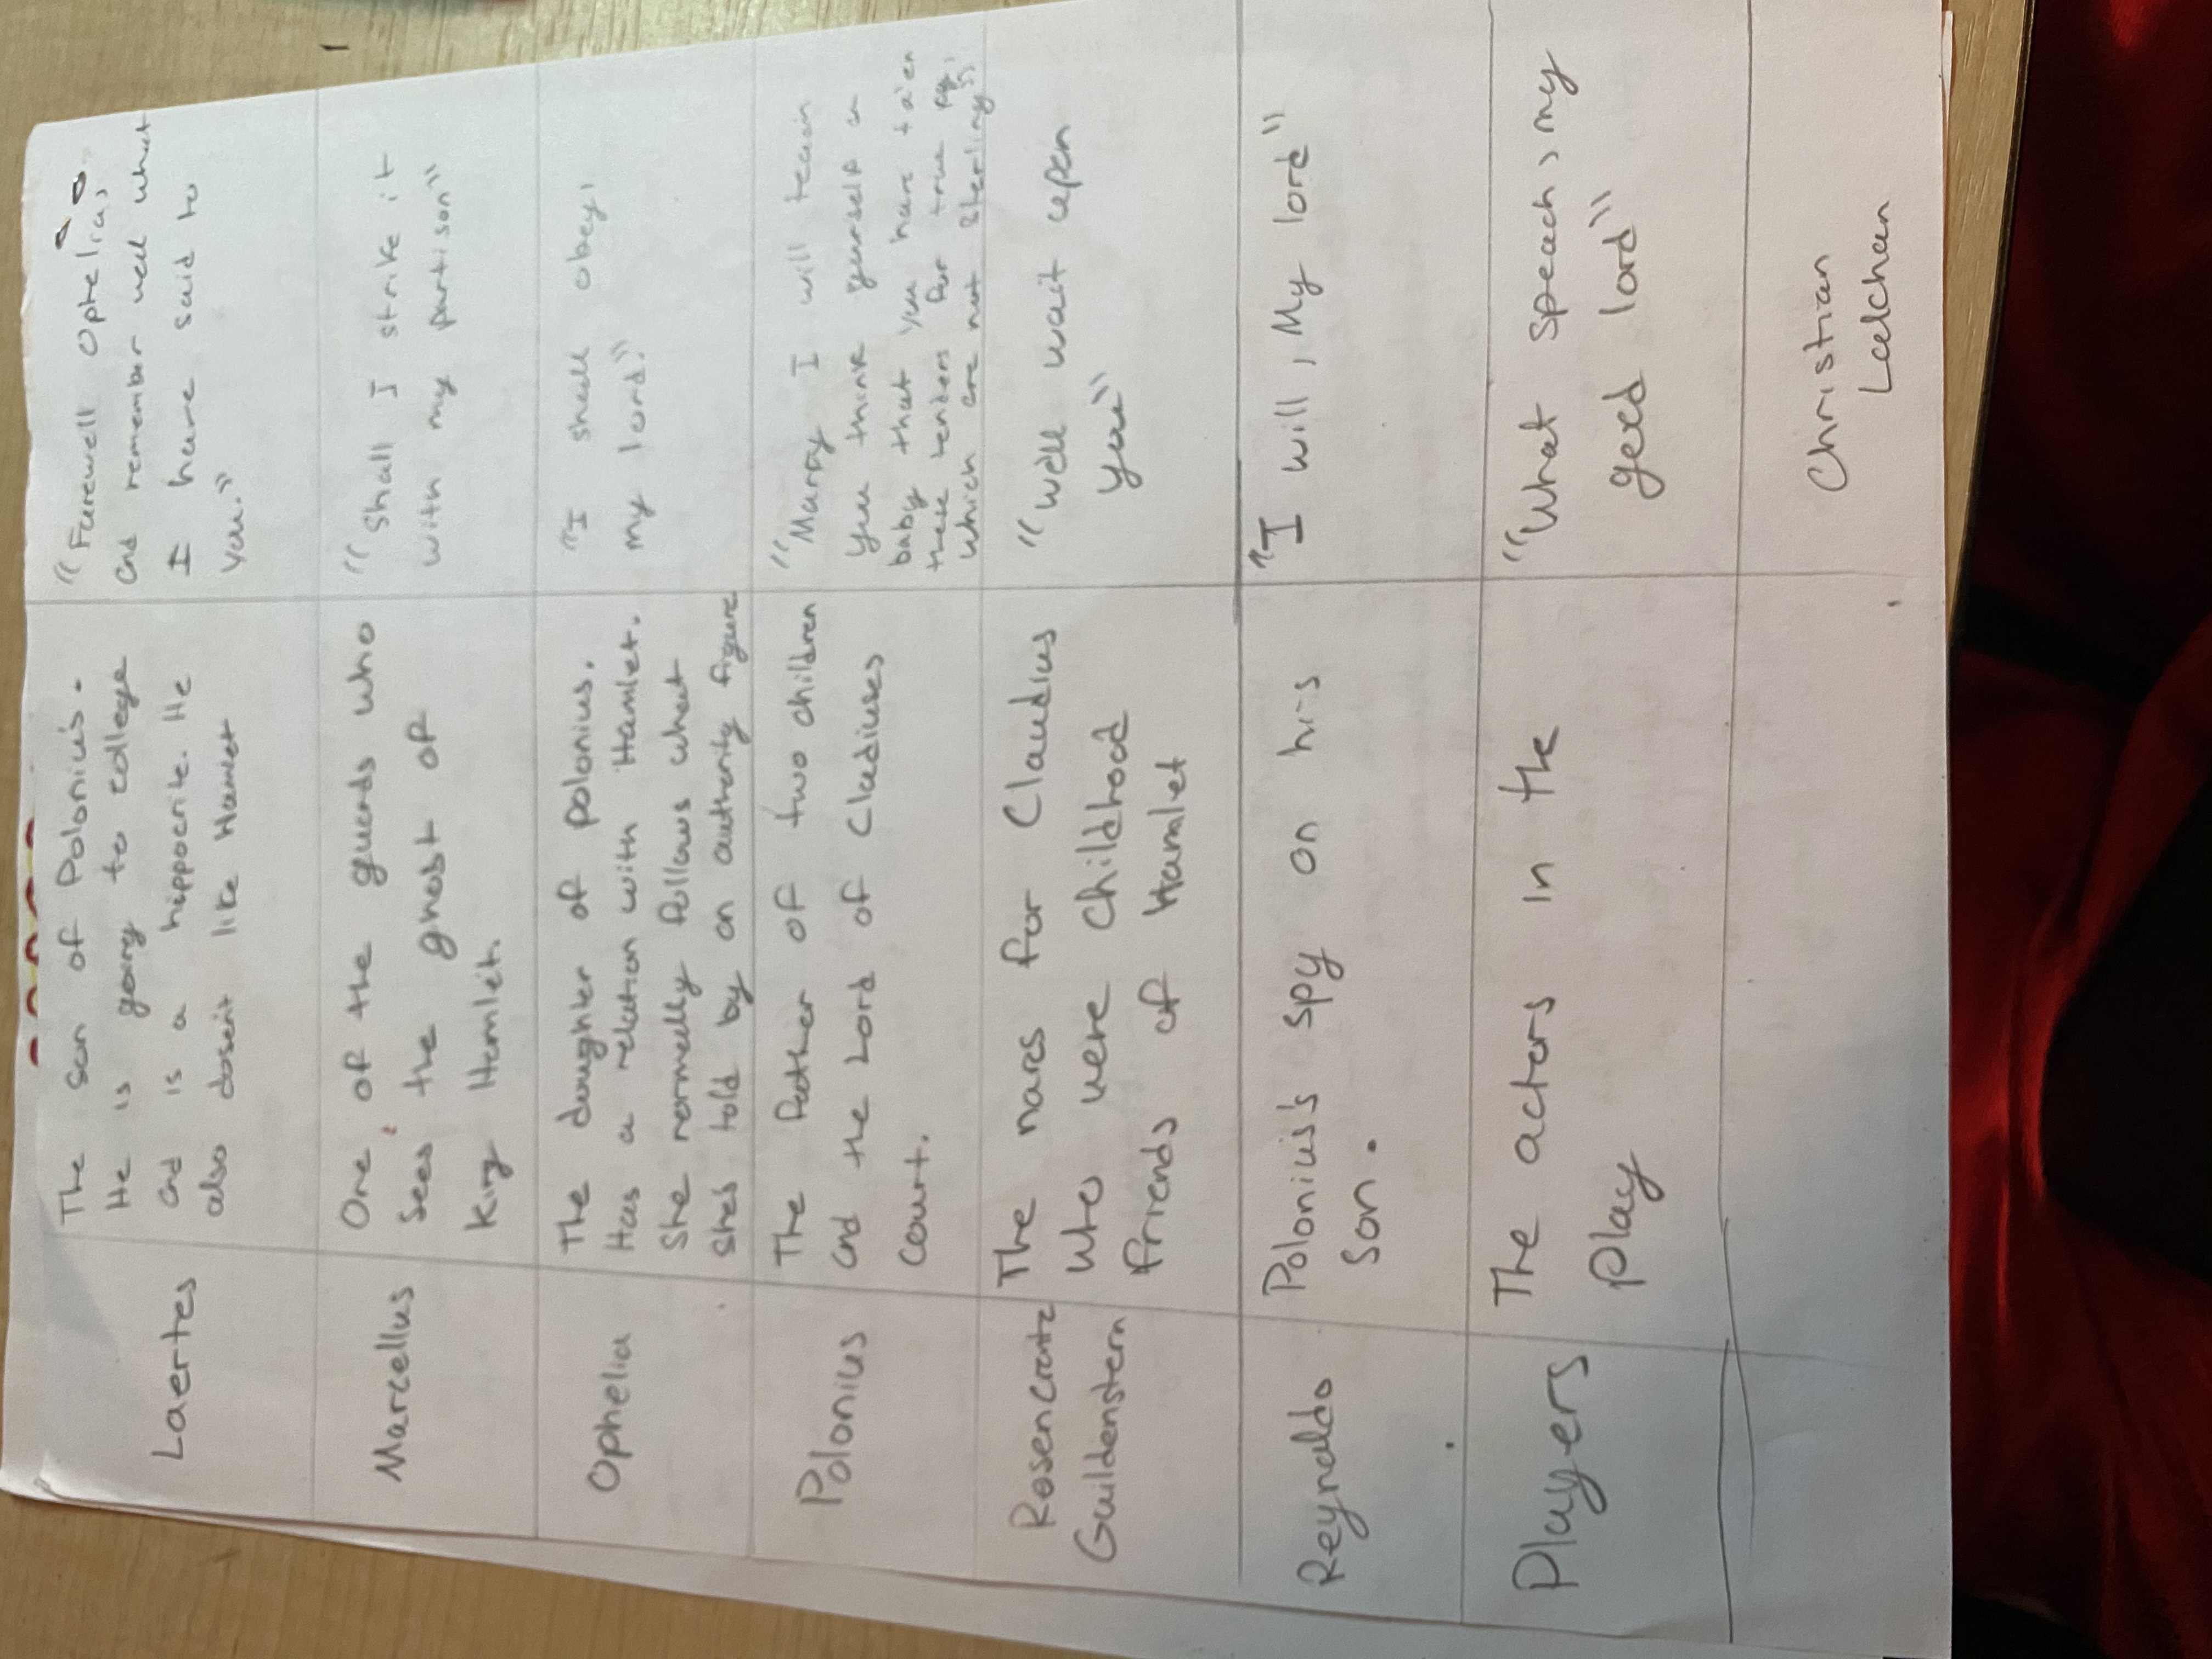 Laertes
The son of Polonius.
He is going to college
and is a hippocrite. He
also dosen't like Hamlet
"Farewell Ophelia,
and remember well what
I have said to
you."
Marcellus
One of the guards who
sees the ghost of
King Hamlet.
"Shall I strike it
with my partison"
Ophelia
The daughter of polonius.
Has a relation with Hamlet.
She normally follows what
she's told by an authority figure
"I shall obey,
my lord."
Polonius
The father of two children
and the Lord of Cladiuses
court.
"Marry I will teach
you think yourself a
baby that you have ta'en
these tenders for true
which are not sterling"
Rosencrantz
Guildenstern
The for Claudius
who were childhood
friends of Hamlet
"We'll wait upon
you"
Reynaldo
Polonius's spy on his
son.
"I will, My lord"
Players
The actors in the
play
"What speach, my
good lord"
Christian
Lalchan